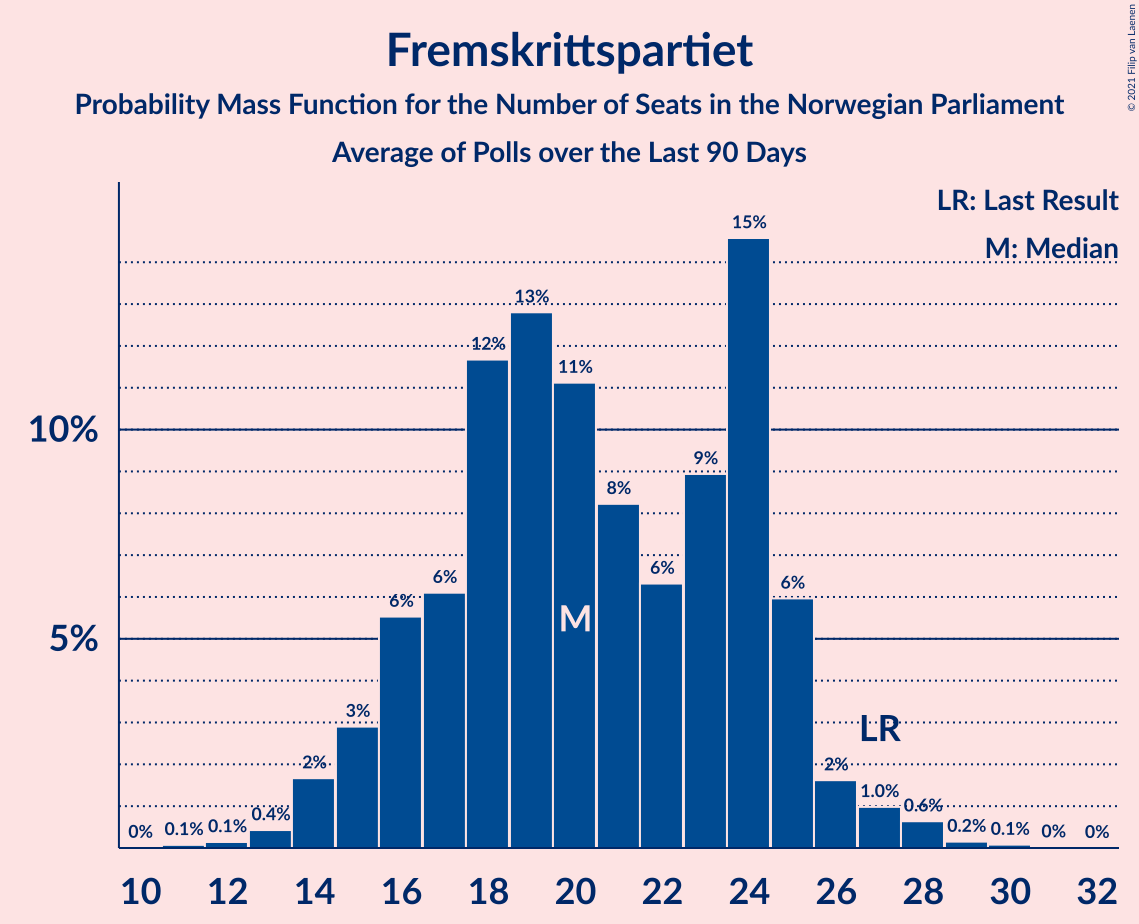 © 2021 Filip van Laenen
Fremskrittspartiet
Probability Mass Function for the Number of Seats in the Norwegian Parliament
Average of Polls over the Last 90 Days
LR: Last Result
M: Median
10%
5%
0%
0.1%
0.1%
0.4%
2%
3%
6%
6%
12%
13%
11%
8%
6%
9%
15%
6%
2%
1.0%
0.6%
0.2%
0.1%
0%
0%
M
LR
10 12 14 16 18 20 22 24 26 28 30 32